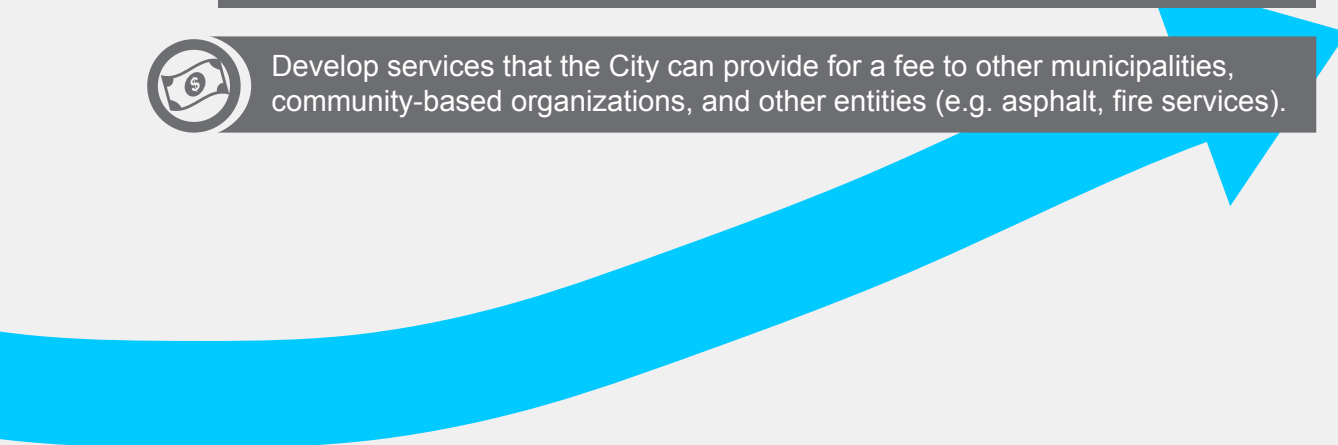 $
Develop services that the City can provide for a fee to other municipalities,
community-based organizations, and other entities (e.g. asphalt, fire services).